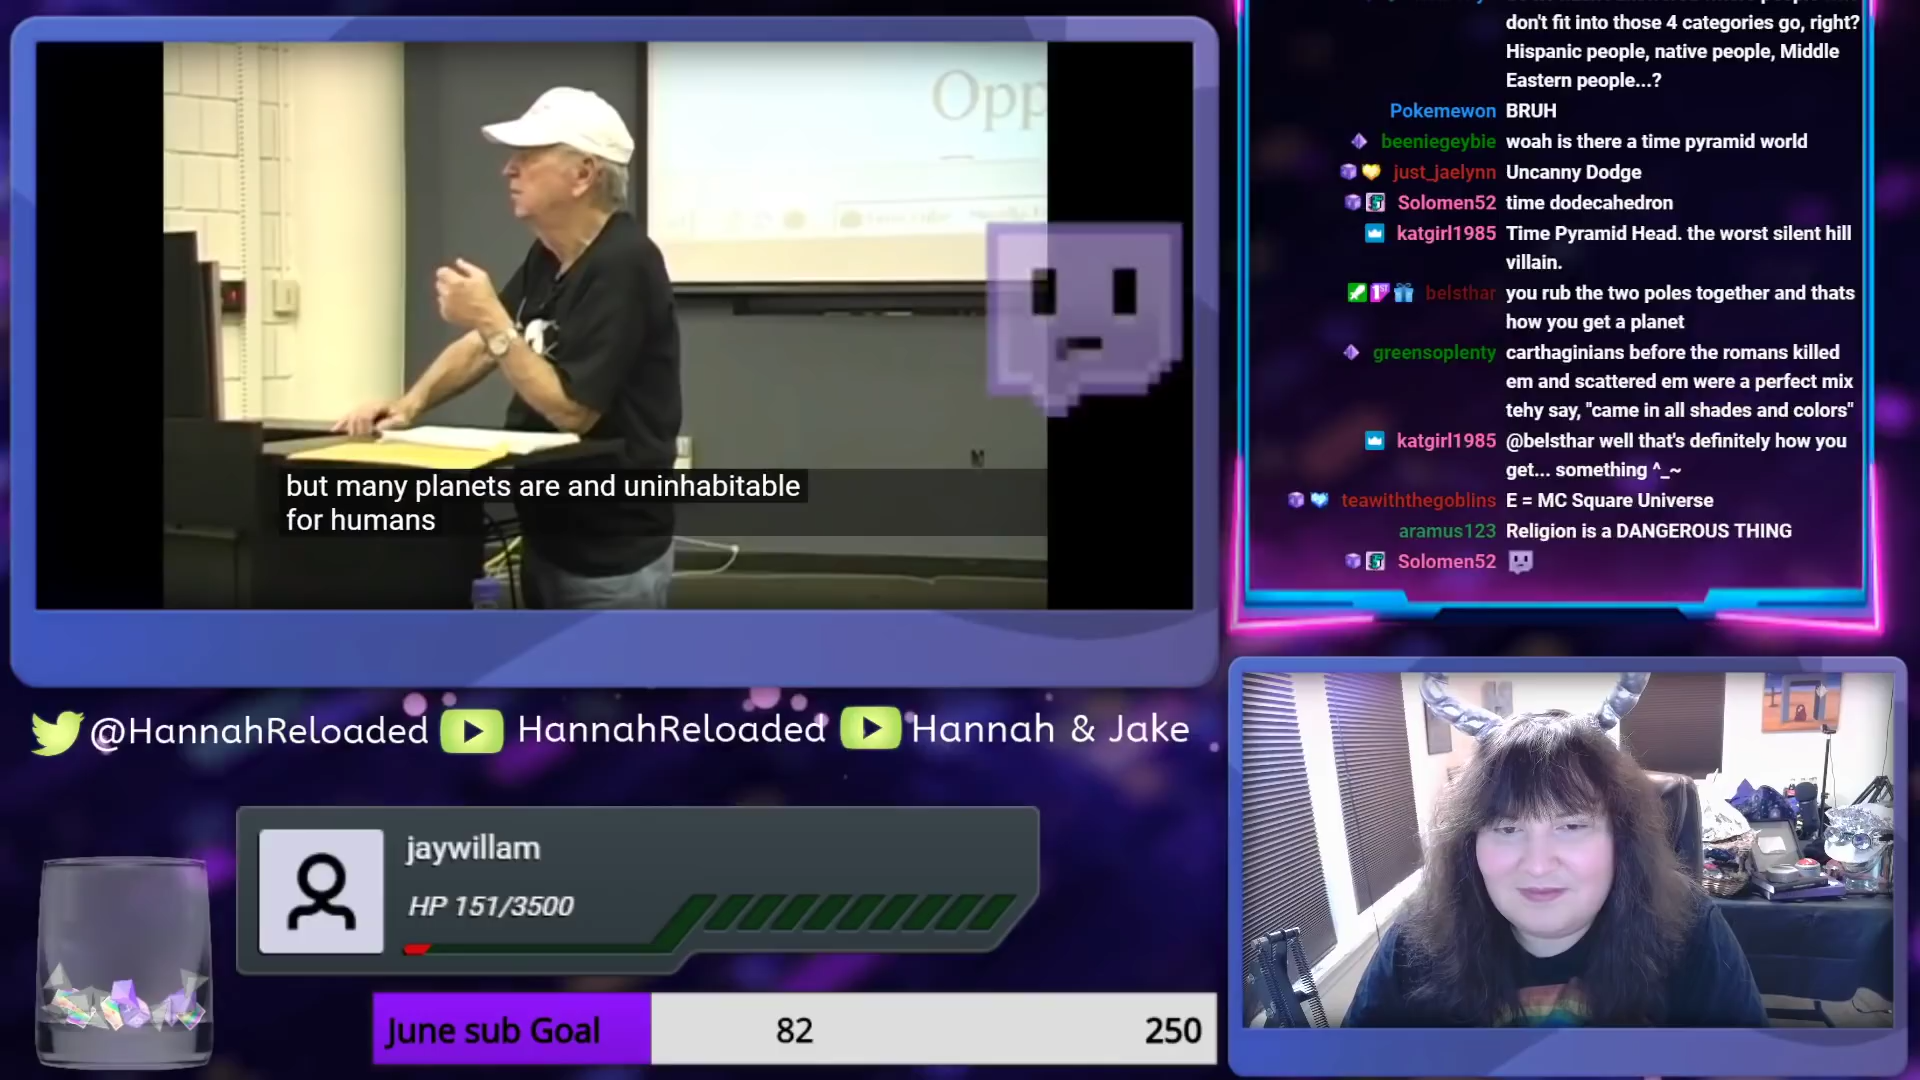 Opp
but many planets are and uninhabitable
for humans
don't fit into those 4 categories go, right?
Hispanic people, native people, Middle
Eastern people...?
Pokemewon BRUH
beeniegeybie woah is there a time pyramid world
just_jaelynn Uncanny Dodge
Solomen52 time dodecahedron
katgirl1985 Time Pyramid Head. the worst silent hill
villain.
belsthar you rub the two poles together and thats
how you get a planet
greensoplenty carthaginians before the romans killed
em and scattered em were a perfect mix
tehy say, "came in all shades and colors"
katgirl1985 @belsthar well that's definitely how you
get... something ^_~
teawiththegoblins E = MC Square Universe
aramus123 Religion is a DANGEROUS THING
Solomen52
@HannahReloaded HannahReloaded Hannah & Jake
jaywillam
HP 151/3500
June sub Goal 82 250